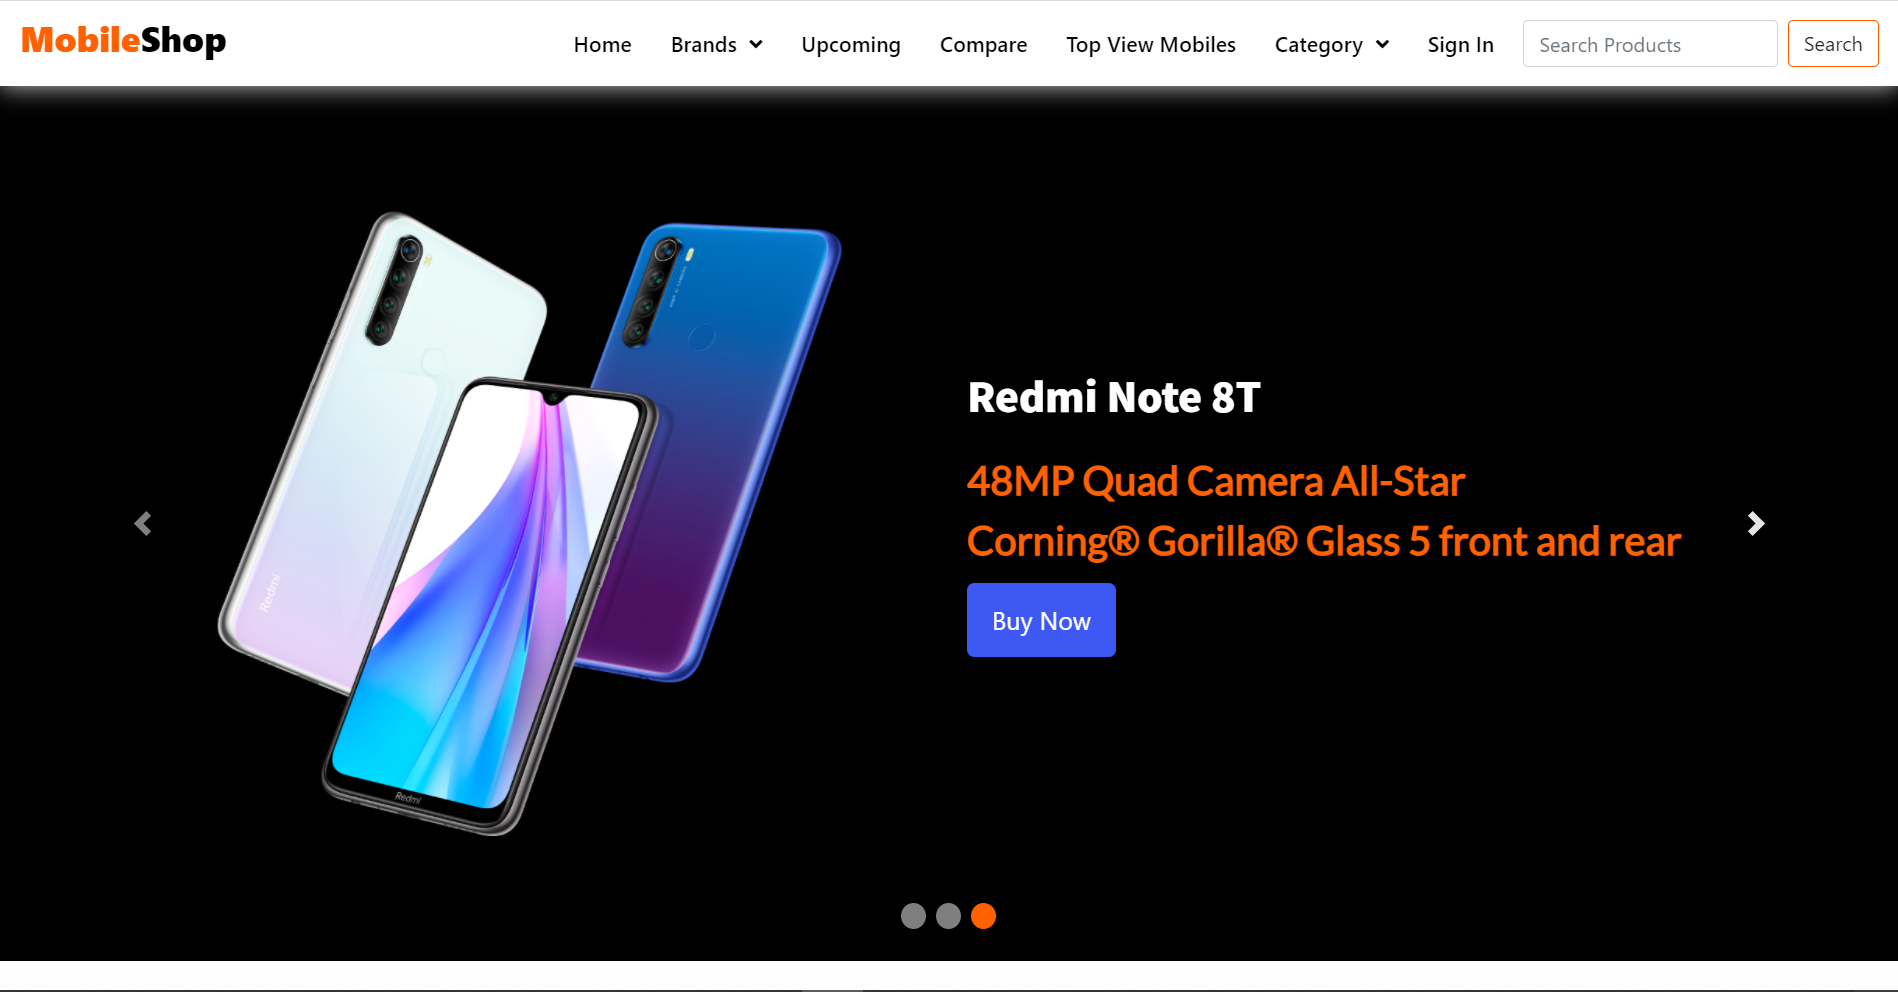 MobileShop
Home Brands Upcoming Compare Top View Mobiles Category Sign In Search Products Search
Redmi Note 8T
48MP Quad Camera All-Star
Corning® Gorilla® Glass 5 front and rear
Buy Now
Redmi
Redmi